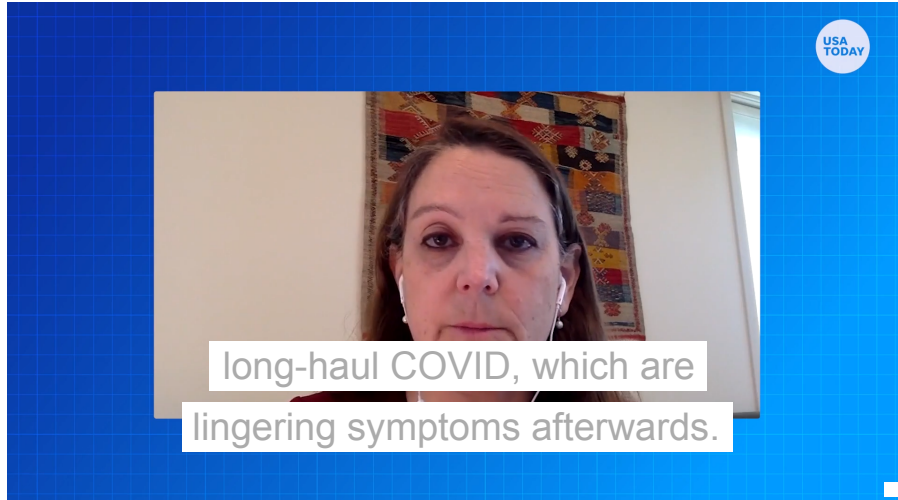 USA
TODAY
long-haul COVID, which are
lingering symptoms afterwards.